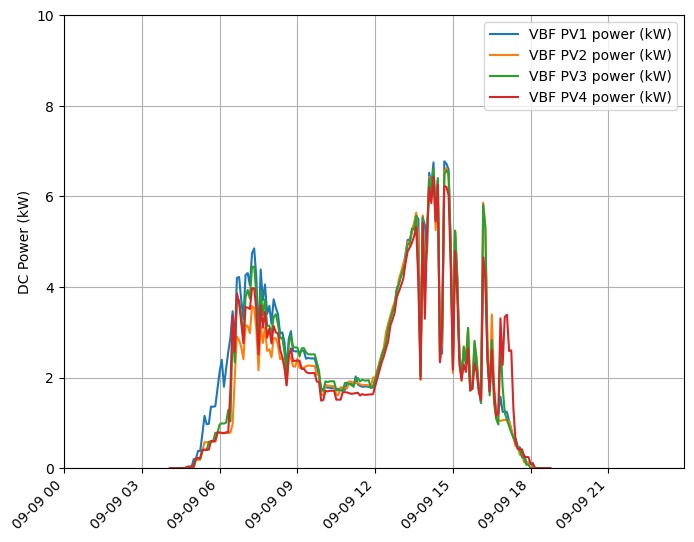 10
8
6
4
2
0
DC Power (kW)
VBF PV1 power (kW)
VBF PV2 power (kW)
VBF PV3 power (kW)
VBF PV4 power (kW)
09-09 00
09-09 03
09-09 06
09-09 09
09-09 12
09-09 15
09-09 18
09-09 21